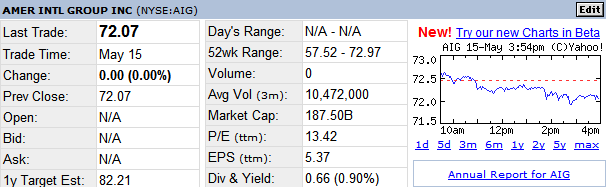 AMER INTL GROUP INC (NYSE:AIG) Edit
Last Trade: 72.07
Trade Time: May 15
Change: 0.00 (0.00%)
Prev Close: 72.07
Open: N/A
Bid: N/A
Ask: N/A
1y Target Est: 82.21
Day's Range: N/A - N/A
52wk Range: 57.52 - 72.97
Volume: 0
Avg Vol (3m): 10,472,000
Market Cap: 187.50B
P/E (ttm): 13.42
EPS (ttm): 5.37
Div & Yield: 0.66 (0.90%)
New! Try our new Charts in Beta
AIG 15-May 3:54pm (C)Yahoo!
73.0
72.5
72.0
71.5
10am 12pm 2pm 4pm
1d 5d 3m 6m 1y 2y 5y max
Annual Report for AIG